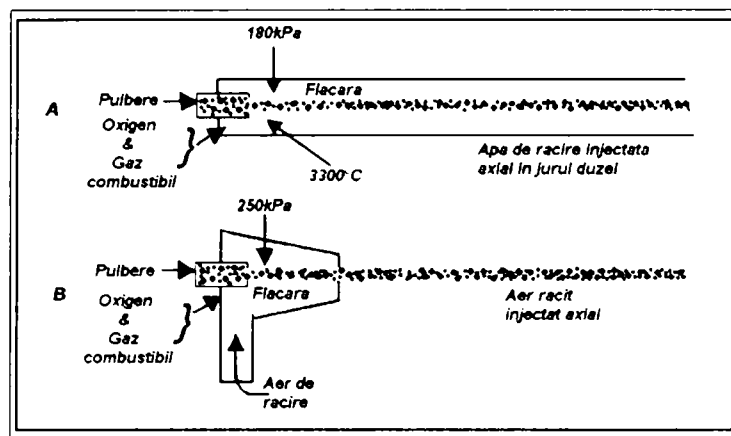 180kPa
A
Pulbere
Flacara
Oxigen
&
Gaz
combustibil
}
3300°C
Apa de racire injectata
axial in jurul duzei
250kPa
B
Pulbere
Flacara
Oxigen
&
Gaz
combustibil
}
Aer racit
injectat axial
Aer de
racire